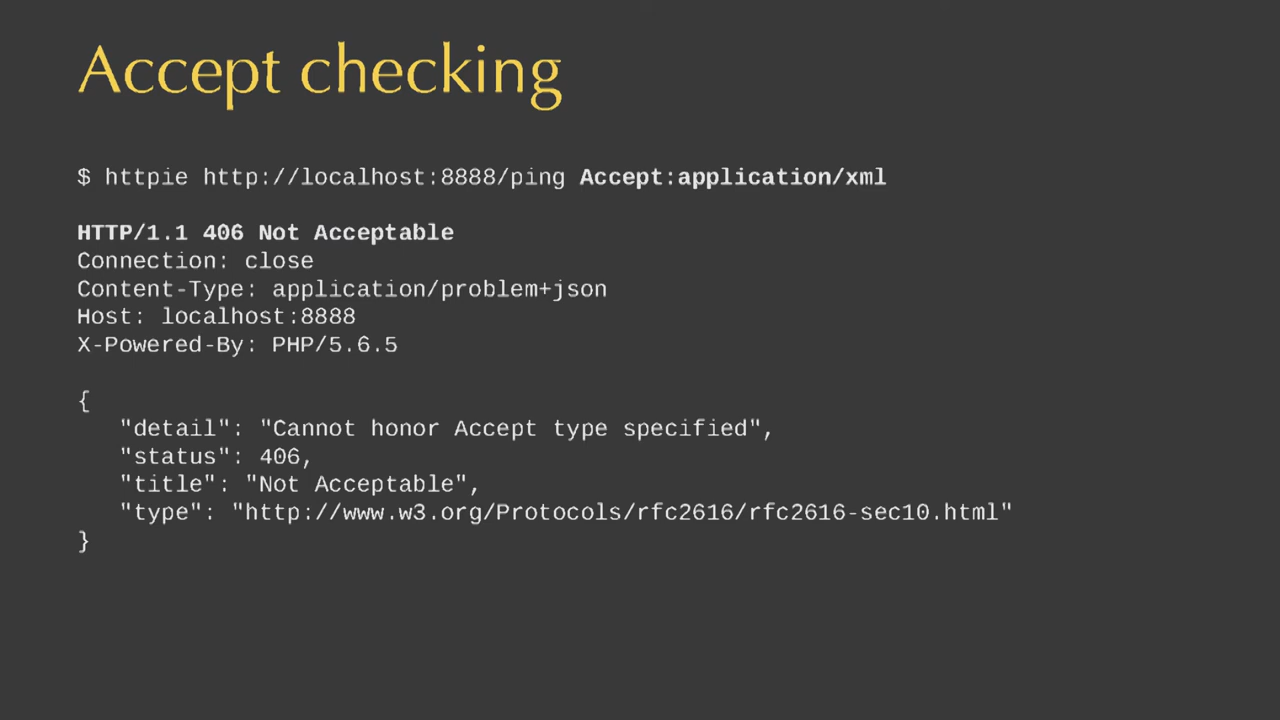 Accept checking
$ httpie http://localhost:8888/ping Accept:application/xml
HTTP/1.1 406 Not Acceptable
Connection: close
Content-Type: application/problem+json
Host: localhost:8888
X-Powered-By: PHP/5.6.5
{
"detail": "Cannot honor Accept type specified",
"status": 406,
"title": "Not Acceptable",
"type": "http://www.w3.org/Protocols/rfc2616/rfc2616-sec10.html"
}